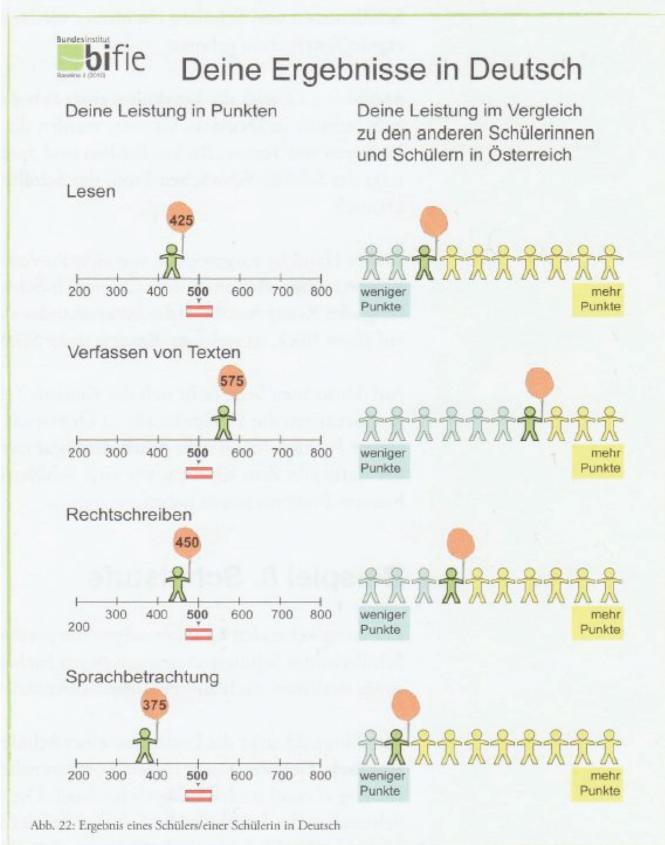 Bundesinstitut
bifie
Baseline 4 (2010)
Deine Ergebnisse in Deutsch
Deine Leistung in Punkten
Deine Leistung im Vergleich
zu den anderen Schülerinnen
und Schülern in Österreich
Lesen
425
200 300 400 500 600 700 800
weniger
Punkte
mehr
Punkte
Verfassen von Texten
575
200 300 400 500 600 700 800
weniger
Punkte
mehr
Punkte
Rechtschreiben
450
300 400 500 600 700 800
200
weniger
Punkte
mehr
Punkte
Sprachbetrachtung
375
200 300 400 500 600 700 800
weniger
Punkte
mehr
Punkte
Abb. 22: Ergebnis eines Schülers/einer Schülerin in Deutsch